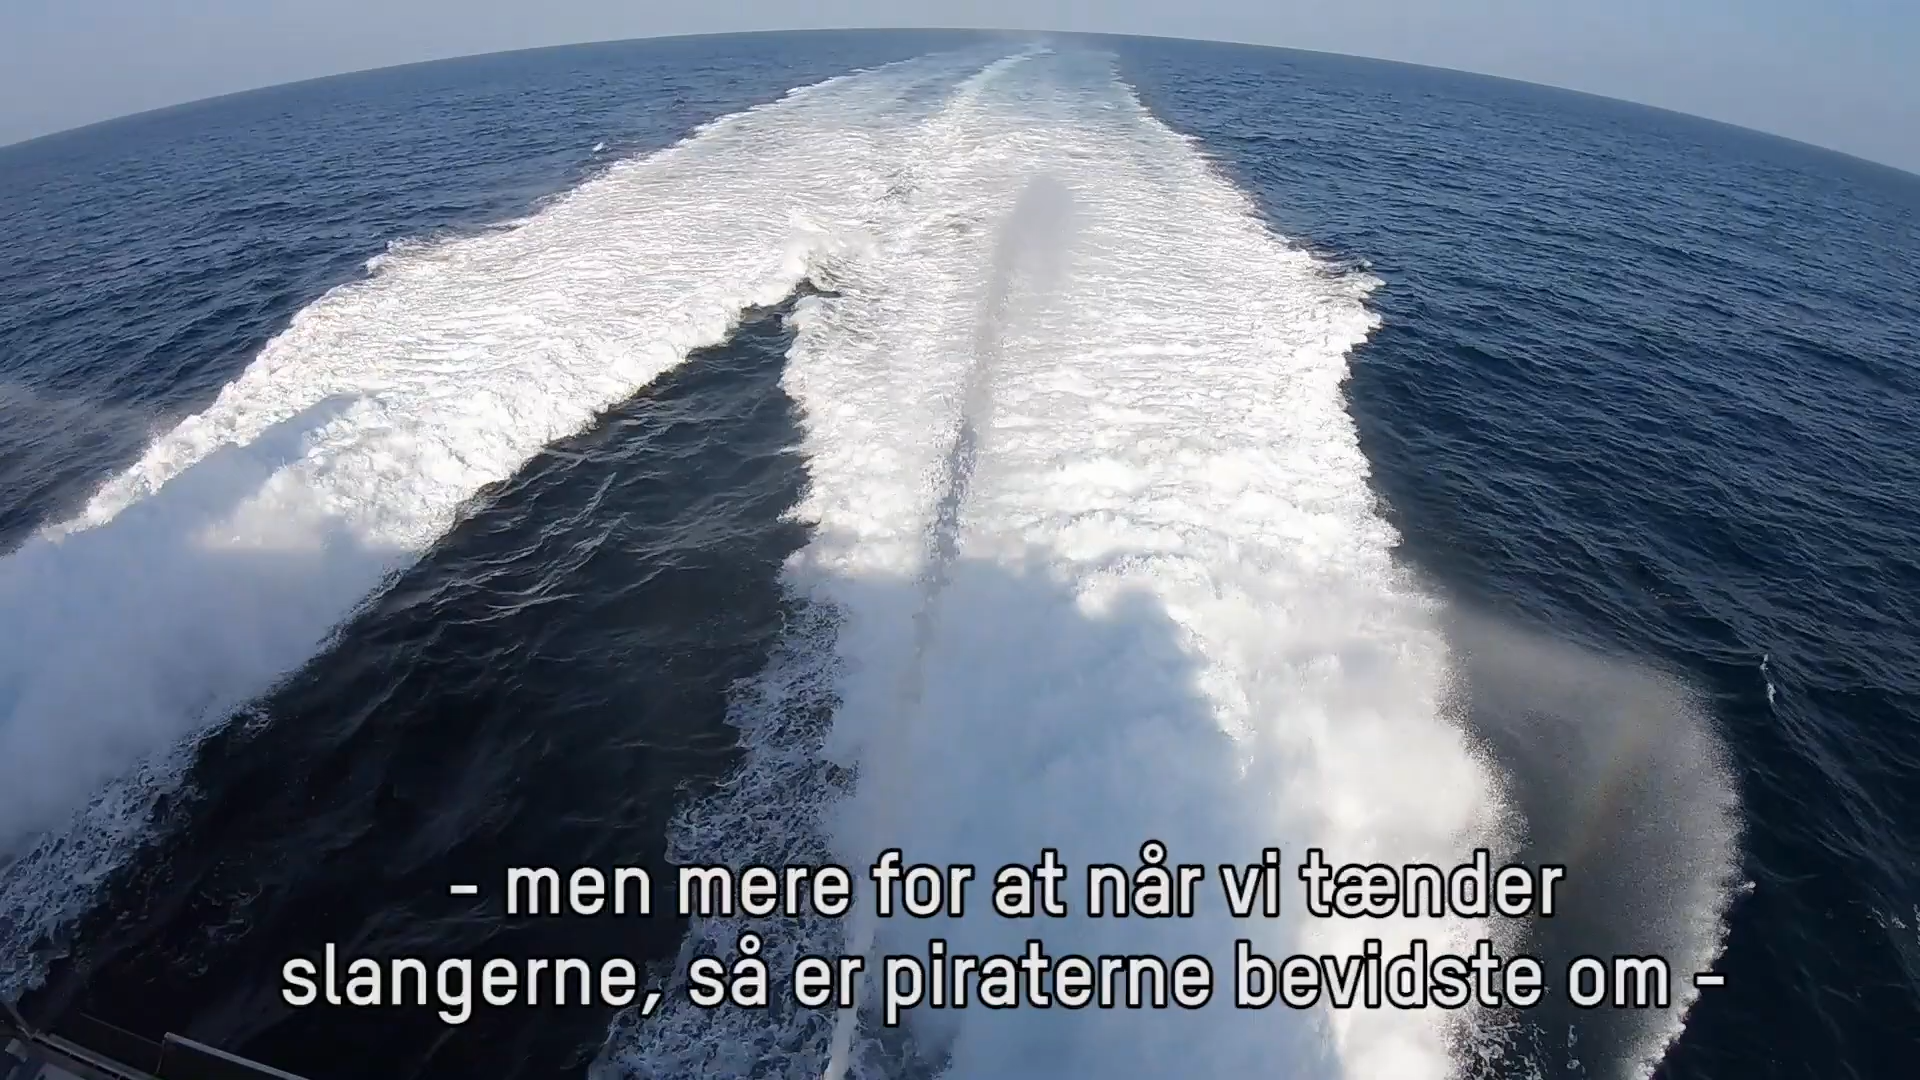 - men mere for at når vi tænder
slangerne, så er piraterne bevidste om -